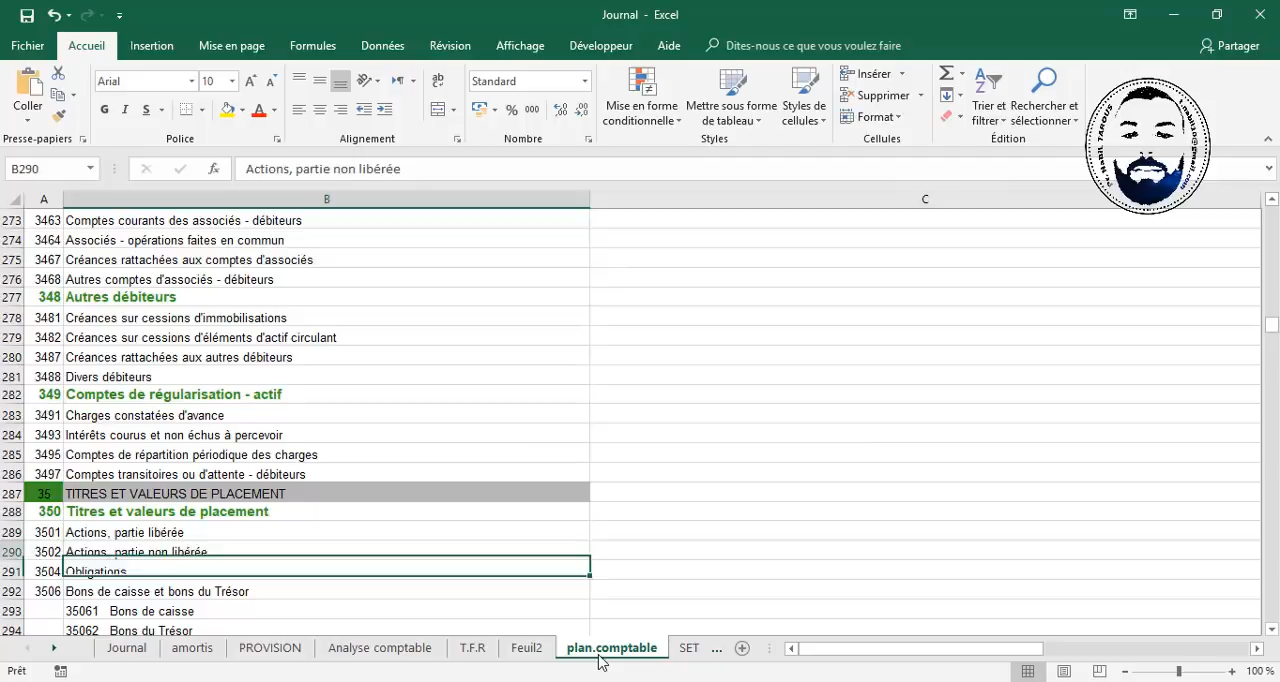 Journal - Excel
Fichier Accueil Insertion Mise en page Formules Données Révision Affichage Développeur Aide Dites-nous ce que vous voulez faire Partager
Arial 10 Standard
Coller
G I S
% 000
Mise en forme conditionnelle
Mettre sous forme de tableau
Styles de cellules
Insérer
Supprimer
Format
Trier et filtrer
Rechercher et sélectionner
Presse-papiers Police Alignement Nombre Styles Cellules Édition
Pr. Nabil TARGUS
B290 fx Actions, partie non libérée
A B C
273 3463 Comptes courants des associés - débiteurs
274 3464 Associés - opérations faites en commun
275 3467 Créances rattachées aux comptes d'associés
276 3468 Autres comptes d'associés - débiteurs
277 348 Autres débiteurs
278 3481 Créances sur cessions d'immobilisations
279 3482 Créances sur cessions d'éléments d'actif circulant
280 3487 Créances rattachées aux autres débiteurs
281 3488 Divers débiteurs
282 349 Comptes de régularisation - actif
283 3491 Charges constatées d'avance
284 3493 Intérêts courus et non échus à percevoir
285 3495 Comptes de répartition périodique des charges
286 3497 Comptes transitoires ou d'attente - débiteurs
287 35 TITRES ET VALEURS DE PLACEMENT
288 350 Titres et valeurs de placement
289 3501 Actions, partie libérée
290 3502 Actions, partie non libérée
291 3504 Obligations
292 3506 Bons de caisse et bons du Trésor
293 35061 Bons de caisse
294 35062 Bons du Trésor
Journal amortis PROVISION Analyse comptable T.F.R Feuil2 plan.comptable SET ...
Prêt 100 %